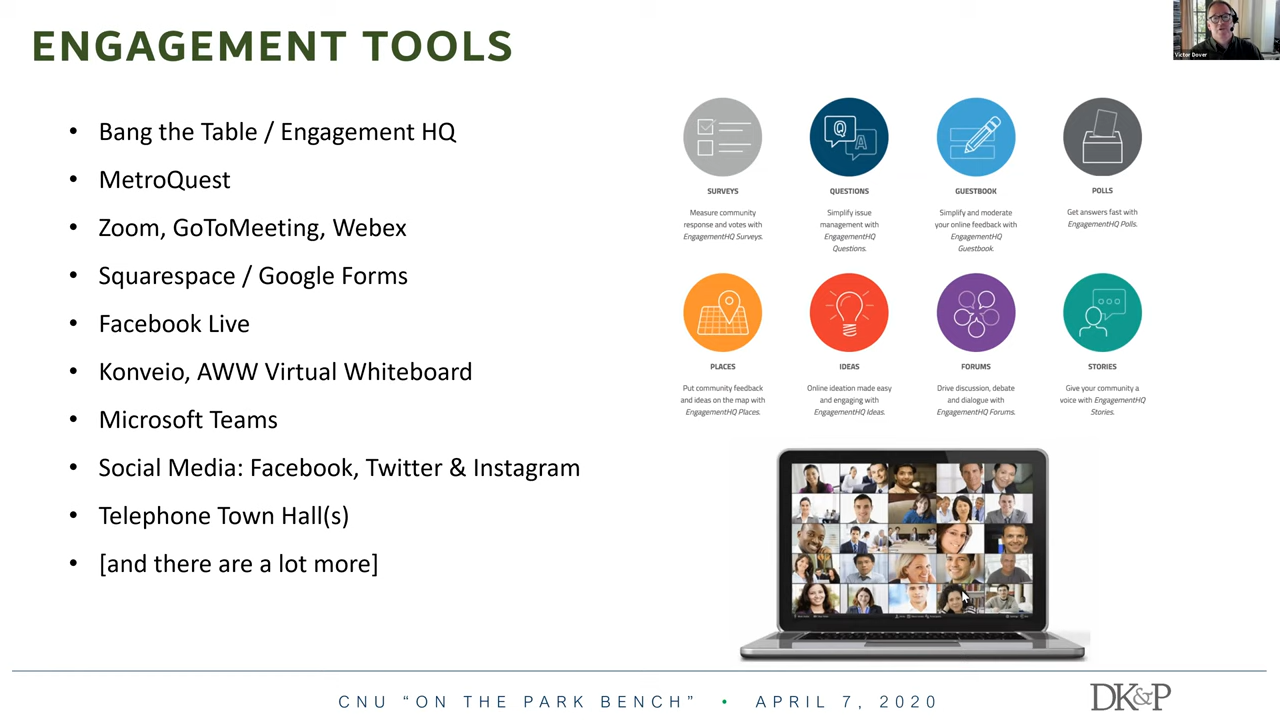 ENGAGEMENT TOOLS
Victor Dover
• Bang the Table / Engagement HQ
• MetroQuest
• Zoom, GoToMeeting, Webex
• Squarespace / Google Forms
• Facebook Live
• Konveio, AWW Virtual Whiteboard
• Microsoft Teams
• Social Media: Facebook, Twitter & Instagram
• Telephone Town Hall(s)
• [and there are a lot more]
Q
A
SURVEYS
Measure community
response and votes with
EngagementHQ Surveys.
QUESTIONS
Simplify issue
management with
EngagementHQ
Questions.
GUESTBOOK
Simplify and moderate
your online feedback with
EngagementHQ
Guestbook.
POLLS
Get answers fast with
EngagementHQ Polls.
PLACES
Put community feedback
and ideas on the map with
EngagementHQ Places.
IDEAS
Online ideation made easy
and engaging with
EngagementHQ Ideas.
FORUMS
Drive discussion, debate
and dialogue with
EngagementHQ Forums.
STORIES
Give your community a
voice with EngagementHQ
Stories.
CNU “ON THE PARK BENCH” • APRIL 7, 2020
DK&P